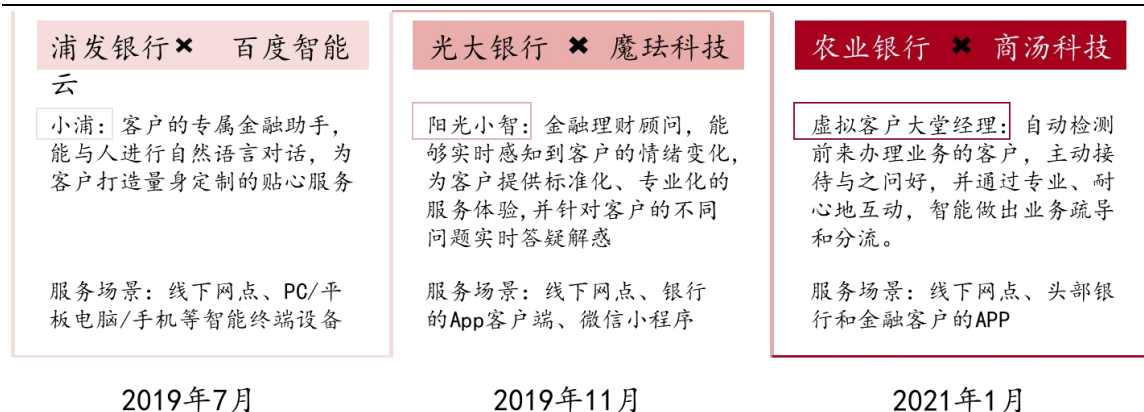 浦发银行✖ 百度智能
云
小浦：客户的专属金融助手，
能与人进行自然语言对话，为
客户打造量身定制的贴心服务
服务场景：线下网点、PC/平
板电脑/手机等智能终端设备
2019年7月
光大银行 ✖ 魔珐科技
阳光小智：金融理财顾问，能
够实时感知到客户的情绪变化，
为客户提供标准化、专业化的
服务体验,并针对客户的不同
问题实时答疑解惑
服务场景：线下网点、银行
的App客户端、微信小程序
2019年11月
农业银行 ✖ 商汤科技
虚拟客户大堂经理：自动检测
前来办理业务的客户，主动接
待与之问好，并通过专业、耐
心地互动，智能做出业务疏导
和分流。
服务场景：线下网点、头部银
行和金融客户的APP
2021年1月